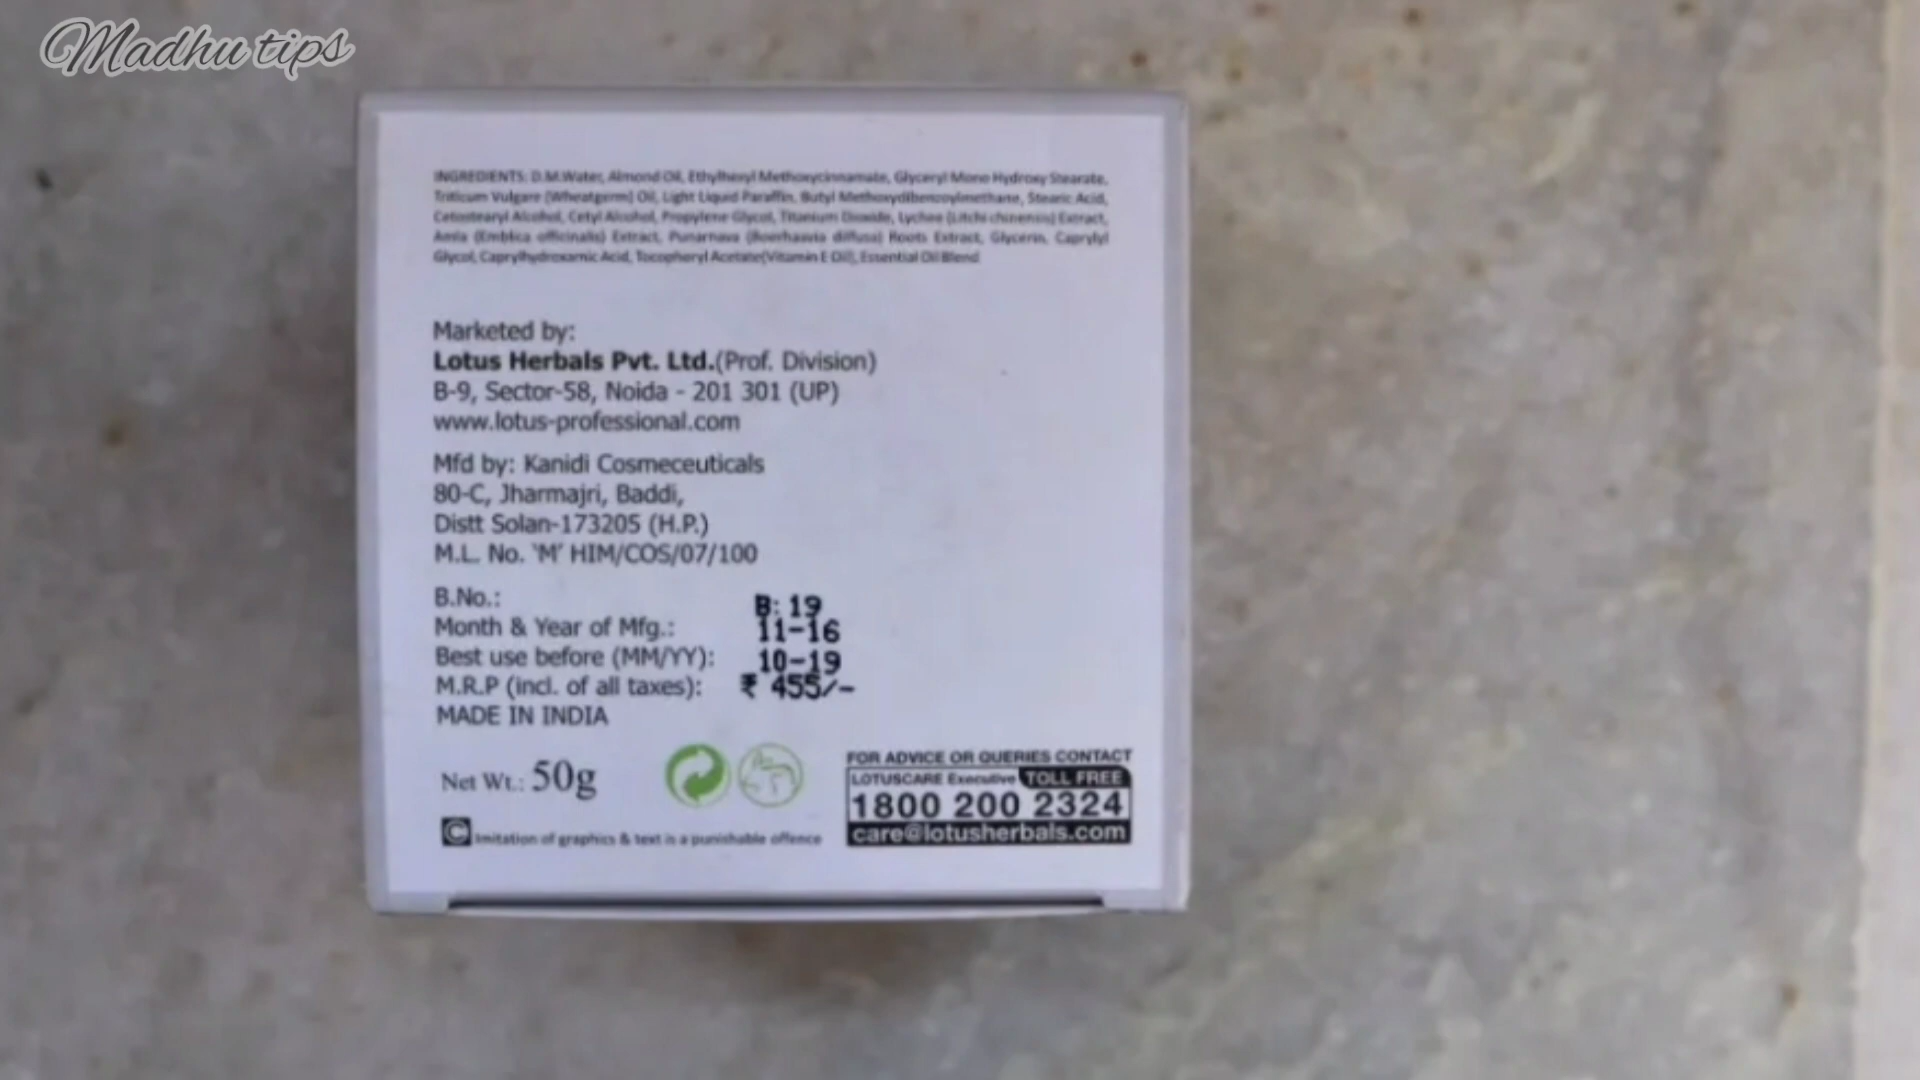 Madhu tips
INGREDIENTS: D.M.Water, Almond Oil, Ethylhexyl Methoxycinnamate, Glyceryl Mono Hydroxy Stearate,
Triticum Vulgare (Wheatgerm) Oil, Light Liquid Paraffin, Butyl Methoxydibenzoylmethane, Stearic Acid,
Cetostearyl Alcohol, Cetyl Alcohol, Propylene Glycol, Titanium Dioxide, Lychee (Litchi chinensis) Extract,
Amla (Emblica officinalis) Extract, Punarnava (Boerhaavia diffusa) Roots Extract, Glycerin, Caprylyl
Glycol, Caprylhydroxamic Acid, Tocopheryl Acetate(Vitamin E Oil), Essential Oil Blend
Marketed by:
Lotus Herbals Pvt. Ltd.(Prof. Division)
B-9, Sector-58, Noida - 201 301 (UP)
www.lotus-professional.com
Mfd by: Kanidi Cosmeceuticals
80-C, Jharmajri, Baddi,
Distt Solan-173205 (H.P.)
M.L. No. 'M' HIM/COS/07/100
B.No.: B: 19
Month & Year of Mfg.: 11-16
Best use before (MM/YY): 10-19
M.R.P (incl. of all taxes): ₹ 455/-
MADE IN INDIA
Net Wt.: 50g
FOR ADVICE OR QUERIES CONTACT
LOTUSCARE Executive TOLL FREE
1800 200 2324
care@lotusherbals.com
C Imitation of graphics & text is a punishable offence